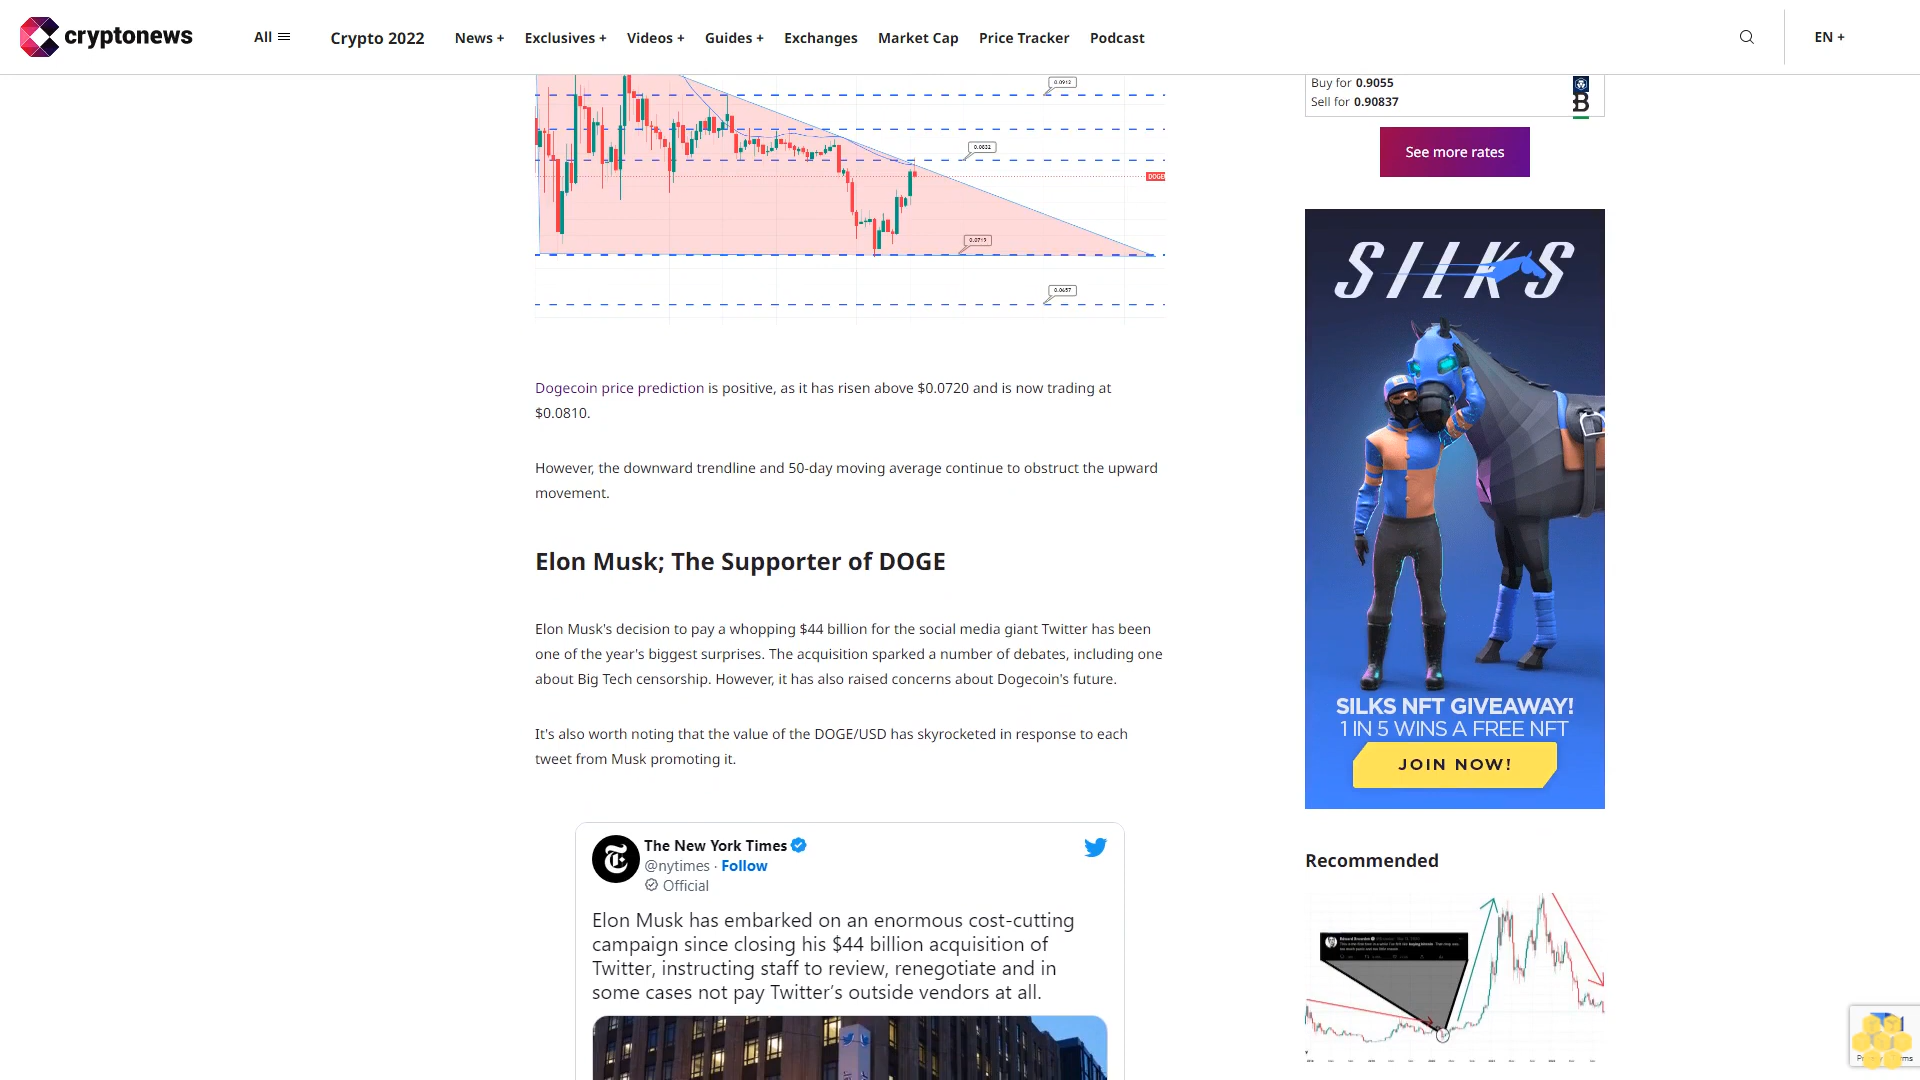 cryptonews
All
Crypto 2022
News +
Exclusives +
Videos +
Guides +
Exchanges
Market Cap
Price Tracker
Podcast
EN +
0.0912
0.0832
DOGE
0.0719
0.0657
Dogecoin price prediction is positive, as it has risen above $0.0720 and is now trading at
$0.0810.
However, the downward trendline and 50-day moving average continue to obstruct the upward
movement.
Elon Musk; The Supporter of DOGE
Elon Musk's decision to pay a whopping $44 billion for the social media giant Twitter has been
one of the year's biggest surprises. The acquisition sparked a number of debates, including one
about Big Tech censorship. However, it has also raised concerns about Dogecoin's future.
It's also worth noting that the value of the DOGE/USD has skyrocketed in response to each
tweet from Musk promoting it.
The New York Times
@nytimes · Follow
Official
Elon Musk has embarked on an enormous cost-cutting
campaign since closing his $44 billion acquisition of
Twitter, instructing staff to review, renegotiate and in
some cases not pay Twitter’s outside vendors at all.
Buy for 0.9055
Sell for 0.90837
See more rates
SILKS
SILKS NFT GIVEAWAY!
1 IN 5 WINS A FREE NFT
JOIN NOW!
Recommended